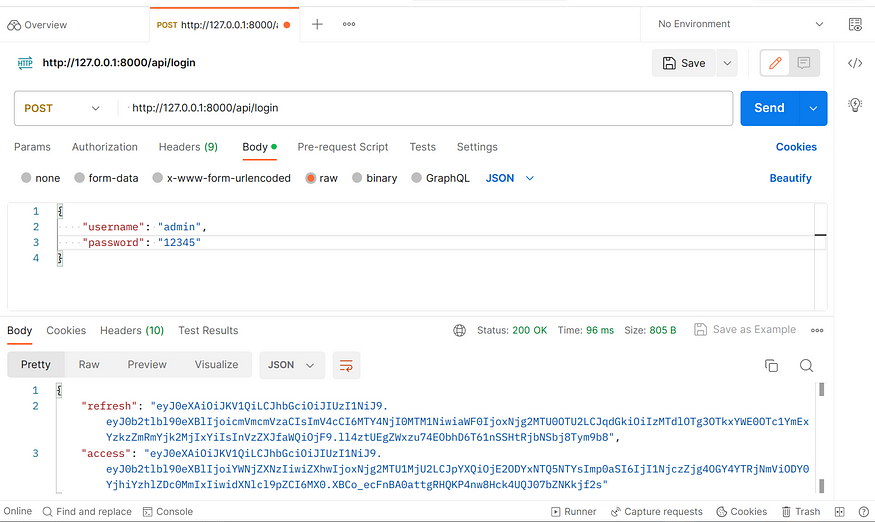 Overview
POST http://127.0.0.1:8000/a
No Environment
HTTP http://127.0.0.1:8000/api/login
Save
POST http://127.0.0.1:8000/api/login Send
Params Authorization Headers (9) Body Pre-request Script Tests Settings Cookies
none form-data x-www-form-urlencoded raw binary GraphQL JSON Beautify
1 {
2 "username": "admin",
3 "password": "12345"
4 }
Body Cookies Headers (10) Test Results Status: 200 OK Time: 96 ms Size: 805 B Save as Example
Pretty Raw Preview Visualize JSON
1 {
2 "refresh": "eyJ0eXAiOiJKV1QiLCJhbGciOiJIUzI1NiJ9.
eyJ0b2tlbl90eXBlIjoicmVmcmVzaCIsImV4cCI6MTY4NjI0MTM1NiwiaWF0IjoxNjg2MTU0OTU2LCJqdGkiOiIzMTdlOTg3OTkxYWE0OTc1YmEx
YzkzZmRmYjk2MjIxYiIsInVzZXJfaWQiOjF9.ll4ztUEgZWxzu74EObhD6T61nSSHtRjbNSbj8Tym9b8",
3 "access": "eyJ0eXAiOiJKV1QiLCJhbGciOiJIUzI1NiJ9.
eyJ0b2tlbl90eXBlIjoiYWNjZXNzIiwiZXhwIjoxNjg2MTU1MjU2LCJpYXQiOjE2ODYxNTQ5NTYsImp0aSI6IjI1NjczZjg4OGY4YTRjNmViODY0
YjhiYzhlZDc0MmIxIiwidXNlcl9pZCI6MX0.XBCo_ecFnBA0attgRHQKP4nw8Hck4UQJ07bZNKkjf2s"
Online Find and replace Console Runner Capture requests Cookies Trash